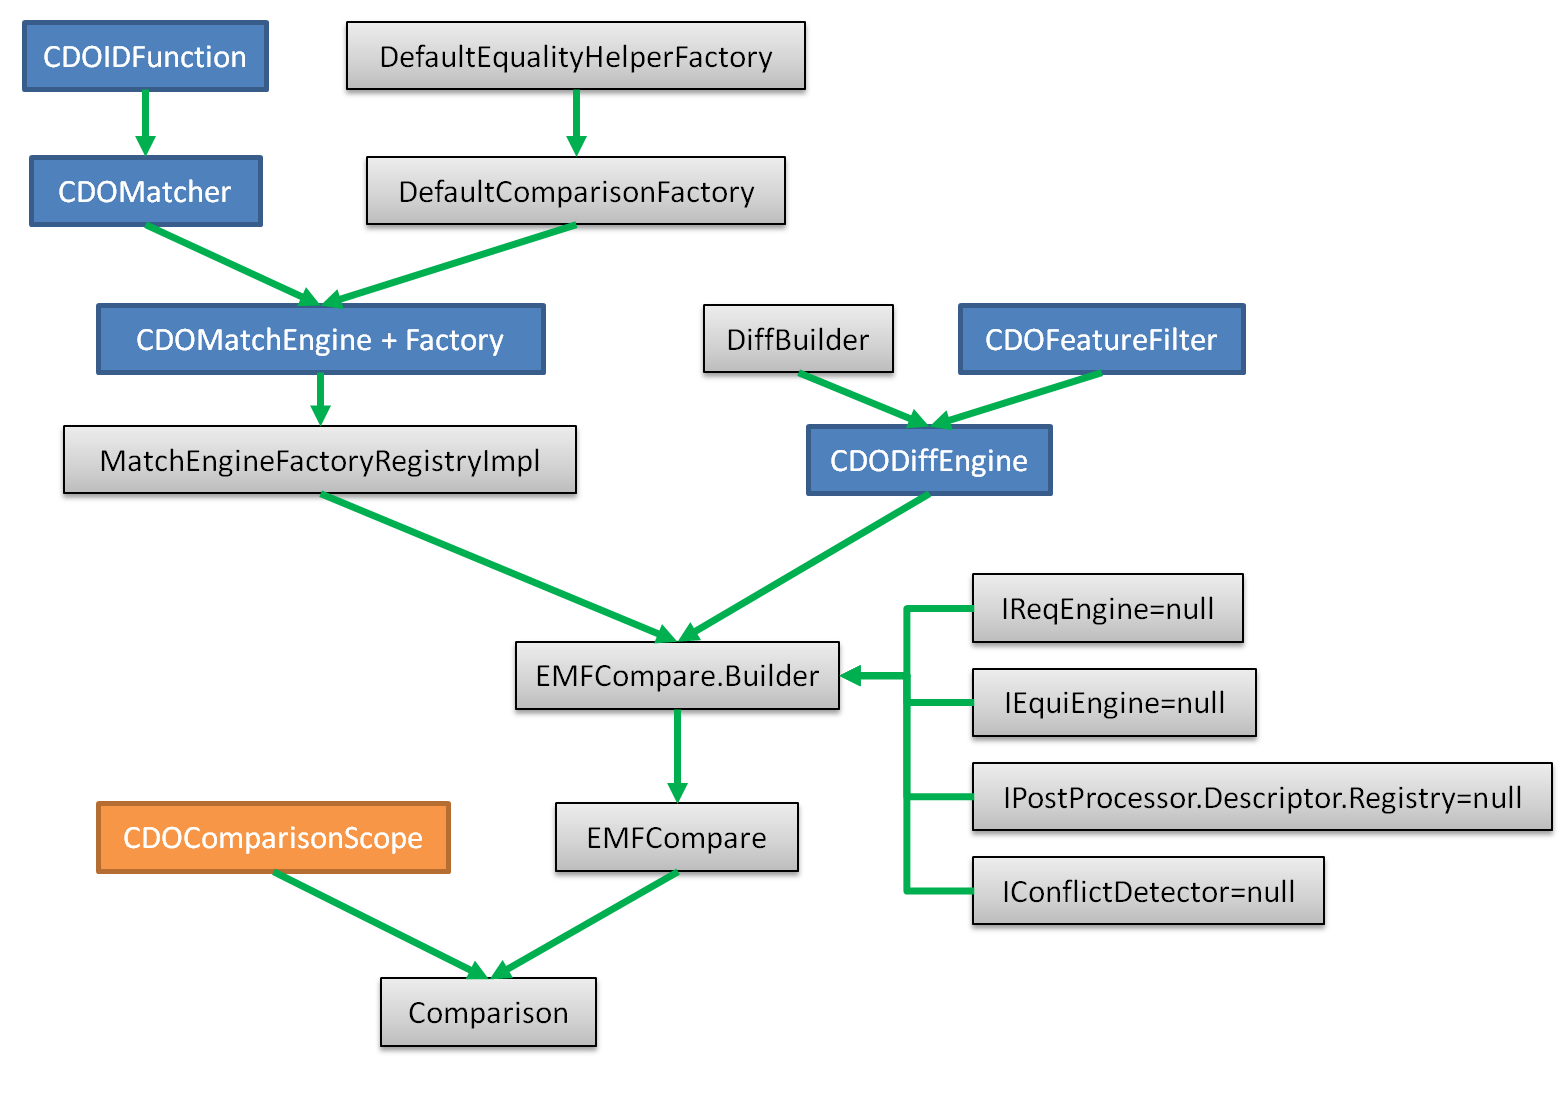 CDOIDFunction
DefaultEqualityHelperFactory
CDOMatcher
DefaultComparisonFactory
CDOMatchEngine + Factory
DiffBuilder
CDOFeatureFilter
MatchEngineFactoryRegistryImpl
CDODiffEngine
IReqEngine=null
EMFCompare.Builder
IEquiEngine=null
IPostProcessor.Descriptor.Registry=null
CDOComparisonScope
EMFCompare
IConflictDetector=null
Comparison